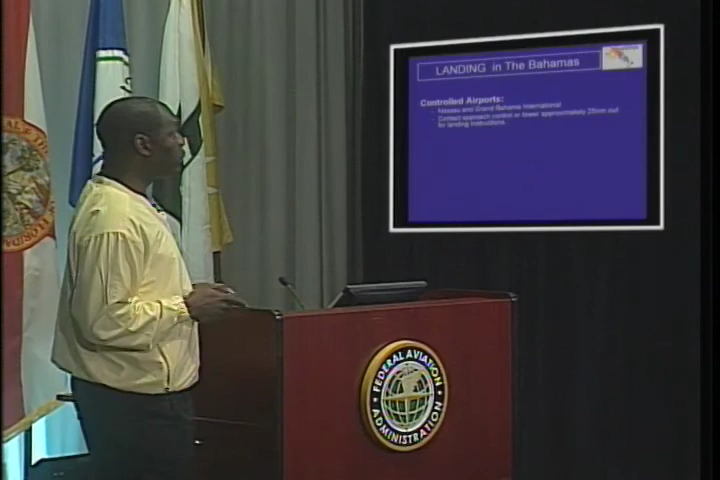 LANDING in The Bahamas
Controlled Airports:
– Nassau and Grand Bahama International
– Contact approach control or tower approximately 25nm out
for landing instructions
FEDERAL AVIATION
ADMINISTRATION